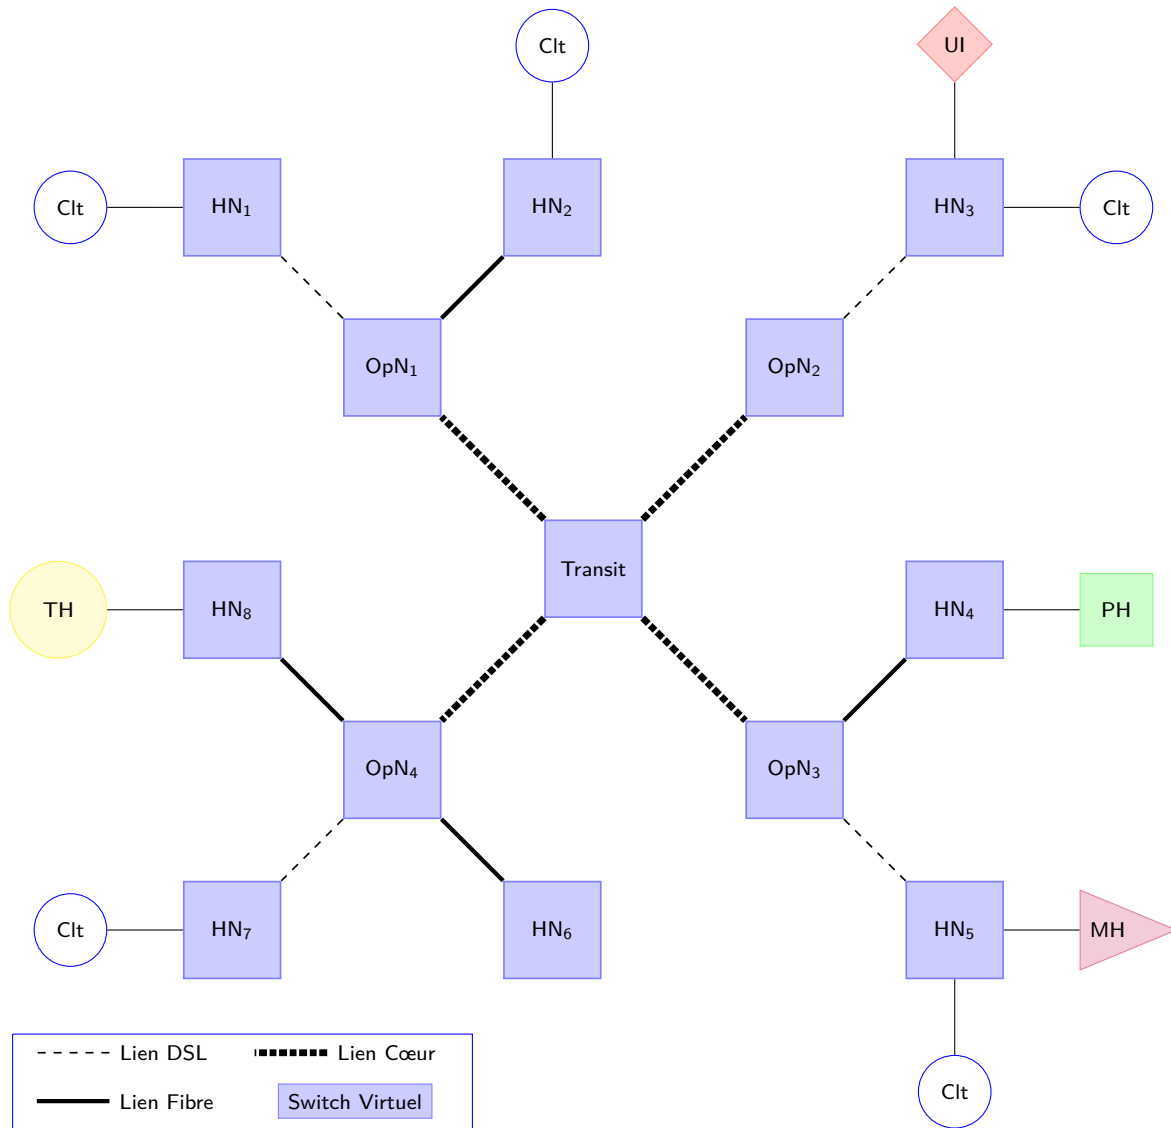 Clt
UI
Clt
HN₁
HN₂
HN₃
Clt
OpN₁
OpN₂
Transit
TH
HN₈
HN₄
PH
OpN₄
OpN₃
Clt
HN₇
HN₆
HN₅
MH
Lien DSL
Lien Cœur
Lien Fibre
Switch Virtuel
Clt